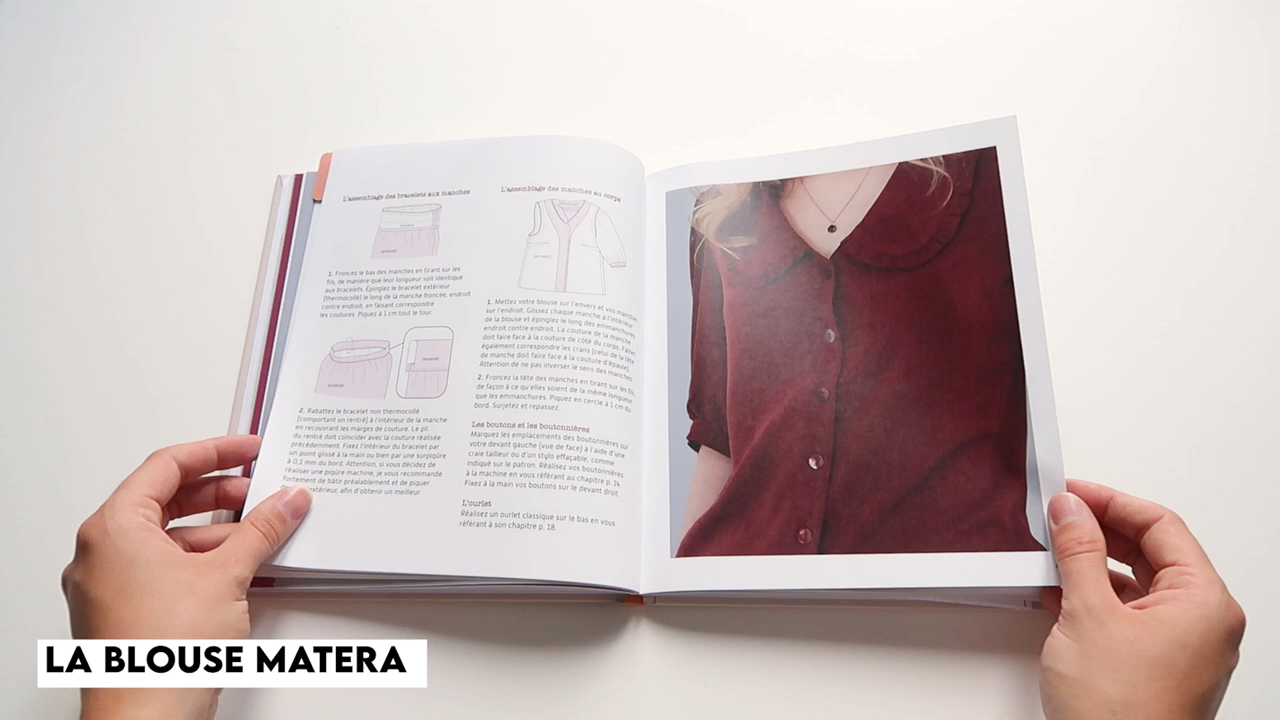 L'assemblage des bracelets aux manches
1. Froncez le bas des manches en tirant sur les
fils, de manière que leur longueur soit identique
aux bracelets. Épinglez le bracelet extérieur
(thermocollé) le long de la manche froncée, endroit
contre endroit, en faisant correspondre
les coutures. Piquez à 1 cm tout le tour.
2. Rabattez le bracelet non thermocollé
(comportant un rentré) à l'intérieur de la manche
en recouvrant les marges de couture. Le pli
du rentré doit coïncider avec la couture réalisée
précédemment. Fixez l'intérieur du bracelet par
un point glissé à la main ou bien par une surpiqûre
à 0,1 mm du bord. Attention, si vous décidez de
réaliser une piqûre machine, je vous recommande
fortement de bâtir préalablement et de piquer
extérieur, afin d'obtenir un meilleur
L'assemblage des manches au corps
1. Mettez votre blouse sur l'envers et vos manches
sur l'endroit. Glissez chaque manche à l'intérieur
de la blouse et épinglez le long des emmanchures,
endroit contre endroit. La couture de la manche
doit faire face à la couture de côté du corps. Faites
également correspondre les crans (celui de la tête
de manche doit faire face à la couture d'épaule).
Attention de ne pas inverser le sens des manches.
2. Froncez la tête des manches en tirant sur les fils,
de façon à ce qu'elles soient de la même longueur
que les emmanchures. Piquez en cercle à 1 cm du
bord. Surjetez et repassez.
Les boutons et les boutonnières
Marquez les emplacements des boutonnières sur
votre devant gauche (vue de face) à l'aide d'une
craie tailleur ou d'un stylo effaçable, comme
indiqué sur le patron. Réalisez vos boutonnières
à la machine en vous référant au chapitre p. 14.
Fixez à la main vos boutons sur le devant droit.
L'ourlet
Réalisez un ourlet classique sur le bas en vous
référant à son chapitre p. 18.
LA BLOUSE MATERA